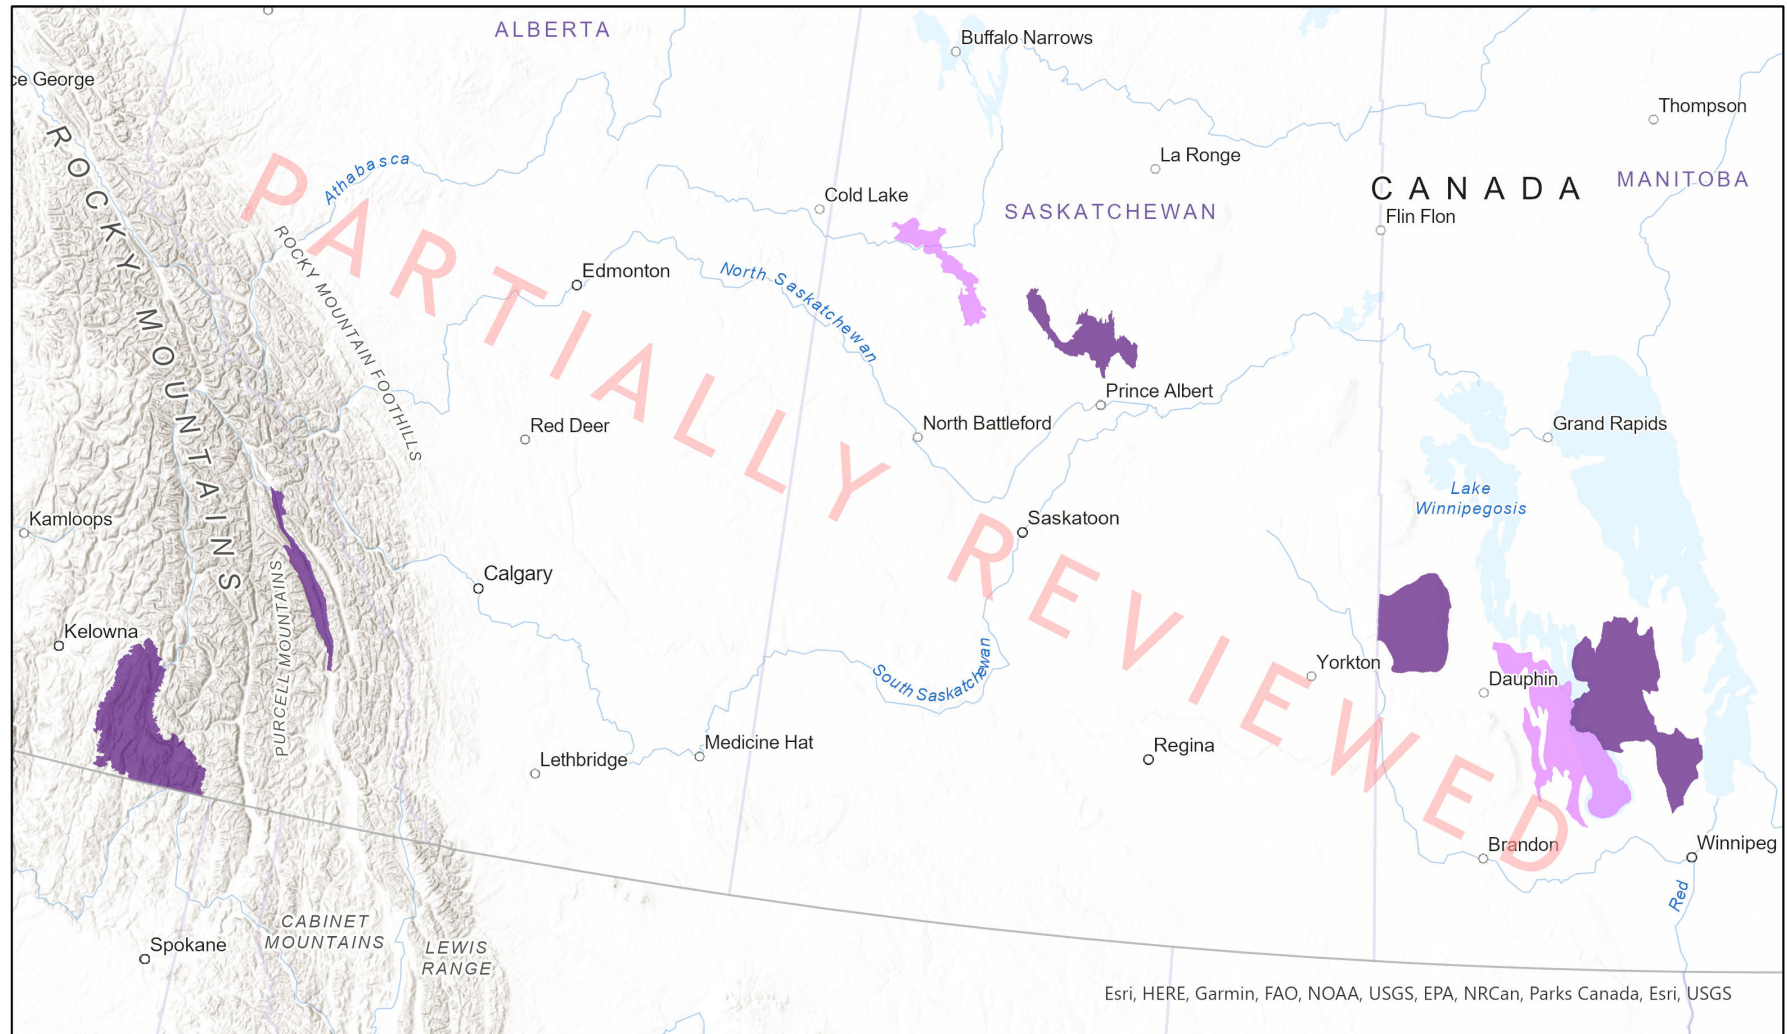 ALBERTA
Buffalo Narrows
ce George
Thompson
La Ronge
Athabasca
CANADA
MANITOBA
Cold Lake
SASKATCHEWAN
Flin Flon
ROCKY MOUNTAINS
ROCKY MOUNTAIN FOOTHILLS
Edmonton
North Saskatchewan
PARTIALLY REVIEWED
Prince Albert
Red Deer
North Battleford
Grand Rapids
Lake
Winnipegosis
Kamloops
Saskatoon
Calgary
PURCELL MOUNTAINS
Kelowna
South Saskatchewan
Yorkton
Dauphin
Lethbridge
Medicine Hat
Regina
Brandon
Winnipeg
Red
CABINET
MOUNTAINS
Spokane
LEWIS
RANGE
Esri, HERE, Garmin, FAO, NOAA, USGS, EPA, NRCan, Parks Canada, Esri, USGS